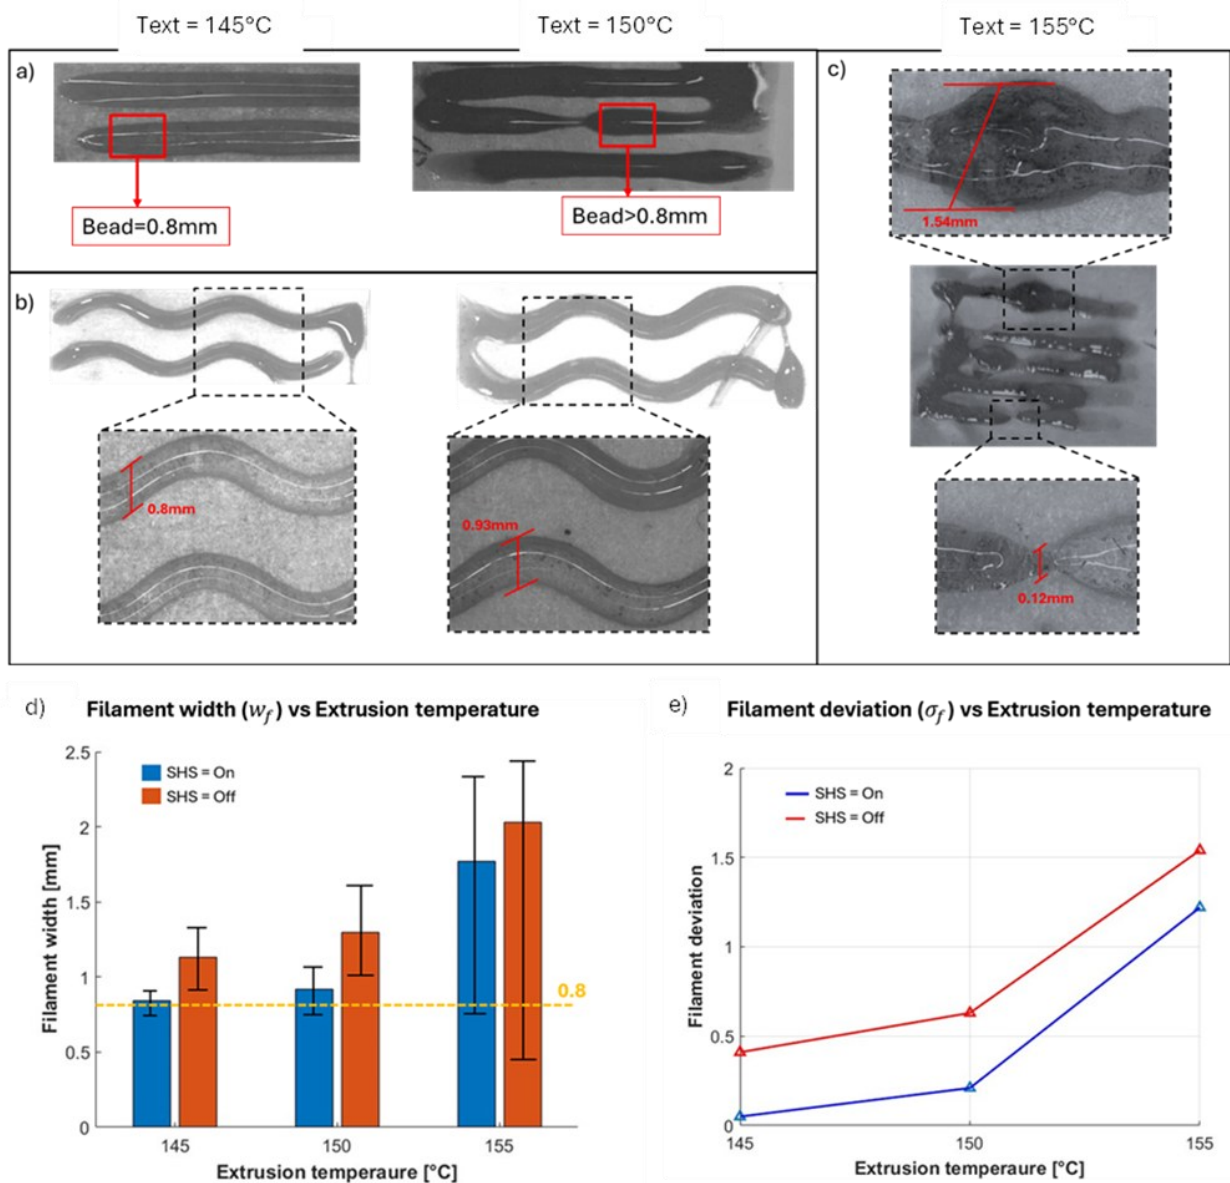 Text = 145°C
Text = 150°C
Text = 155°C
a)
Bead=0.8mm
Bead>0.8mm
b)
0.8mm
0.93mm
c)
1.54mm
0.12mm
d)
Filament width (w_f) vs Extrusion temperature
SHS = On
SHS = Off
0.8
2.5
2
1.5
1
0.5
0
Filament width [mm]
145
150
155
Extrusion temperaure [°C]
e)
Filament deviation (σ_f) vs Extrusion temperature
SHS = On
SHS = Off
2
1.5
1
0.5
0
Filament deviation
145
150
155
Extrusion temperaure [°C]